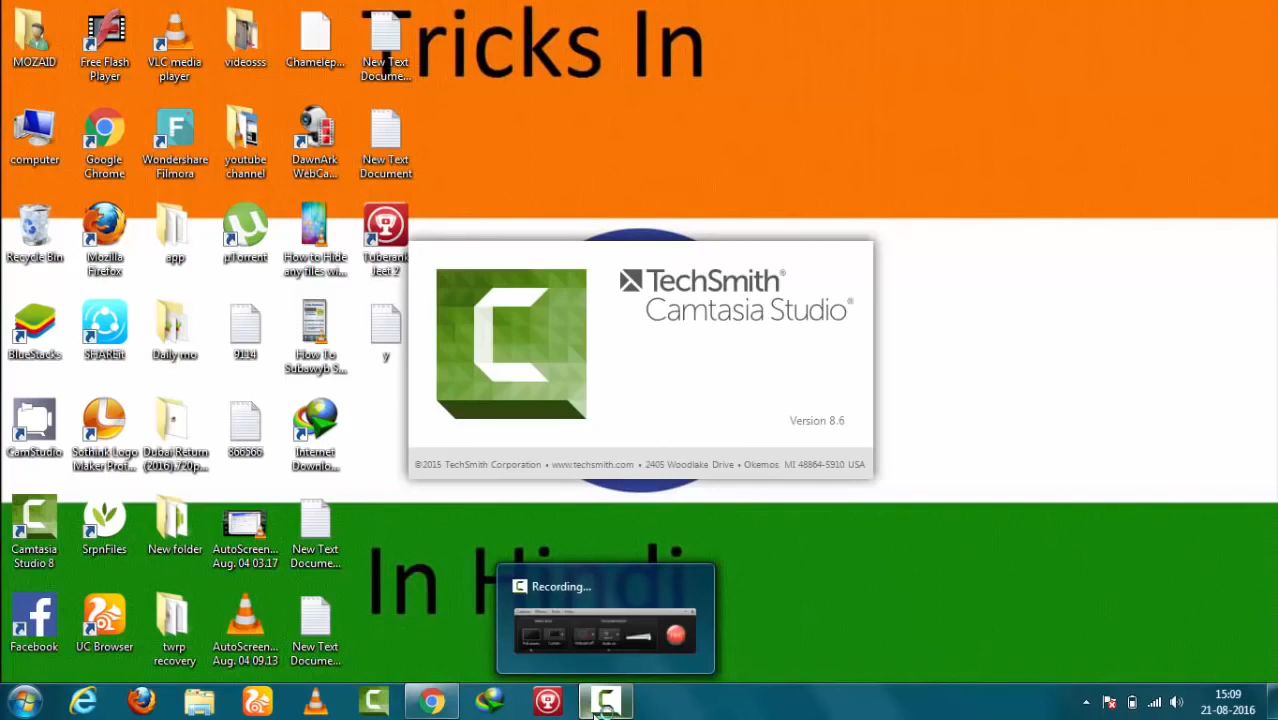 Tricks In
MOZAID
Free Flash
Player
VLC media
player
videosss
Chamelep...
New Text
Docume...
computer
Google
Chrome
Wondershare
Filmora
youtube
channel
DawnArk
WebCa...
New Text
Document
Recycle Bin
Mozilla
Firefox
app
µTorrent
How to Hide
any files wi...
Tuberank
Jeet 2
BlueStacks
SHAREit
Daily mo
9114
How To
Subawyb S...
y
CamStudio
Sothink Logo
Maker Prof...
Dubai Return
(2016) 720p...
866566
Internet
Downlo...
Camtasia
Studio 8
SrpnFiles
New folder
AutoScreen...
Aug. 04 03.17
New Text
Docume...
Facebook
UC Browser
twrp
recovery
AutoScreen...
Aug. 04 09.13
New Text
Docume...
TechSmith®
Camtasia Studio®
Version 8.6
©2015 TechSmith Corporation • www.techsmith.com • 2405 Woodlake Drive • Okemos, MI 48864-5910 USA
In Hindi
Recording...
15:09
21-08-2016